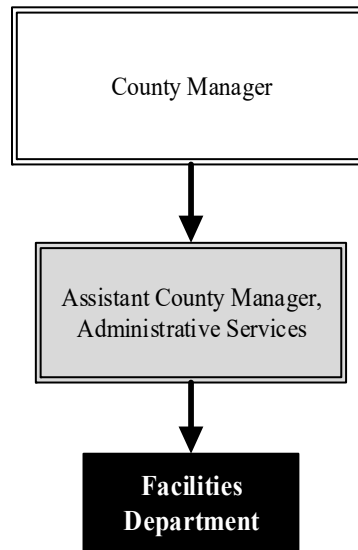 County Manager
Assistant County Manager,
Administrative Services
Facilities
Department